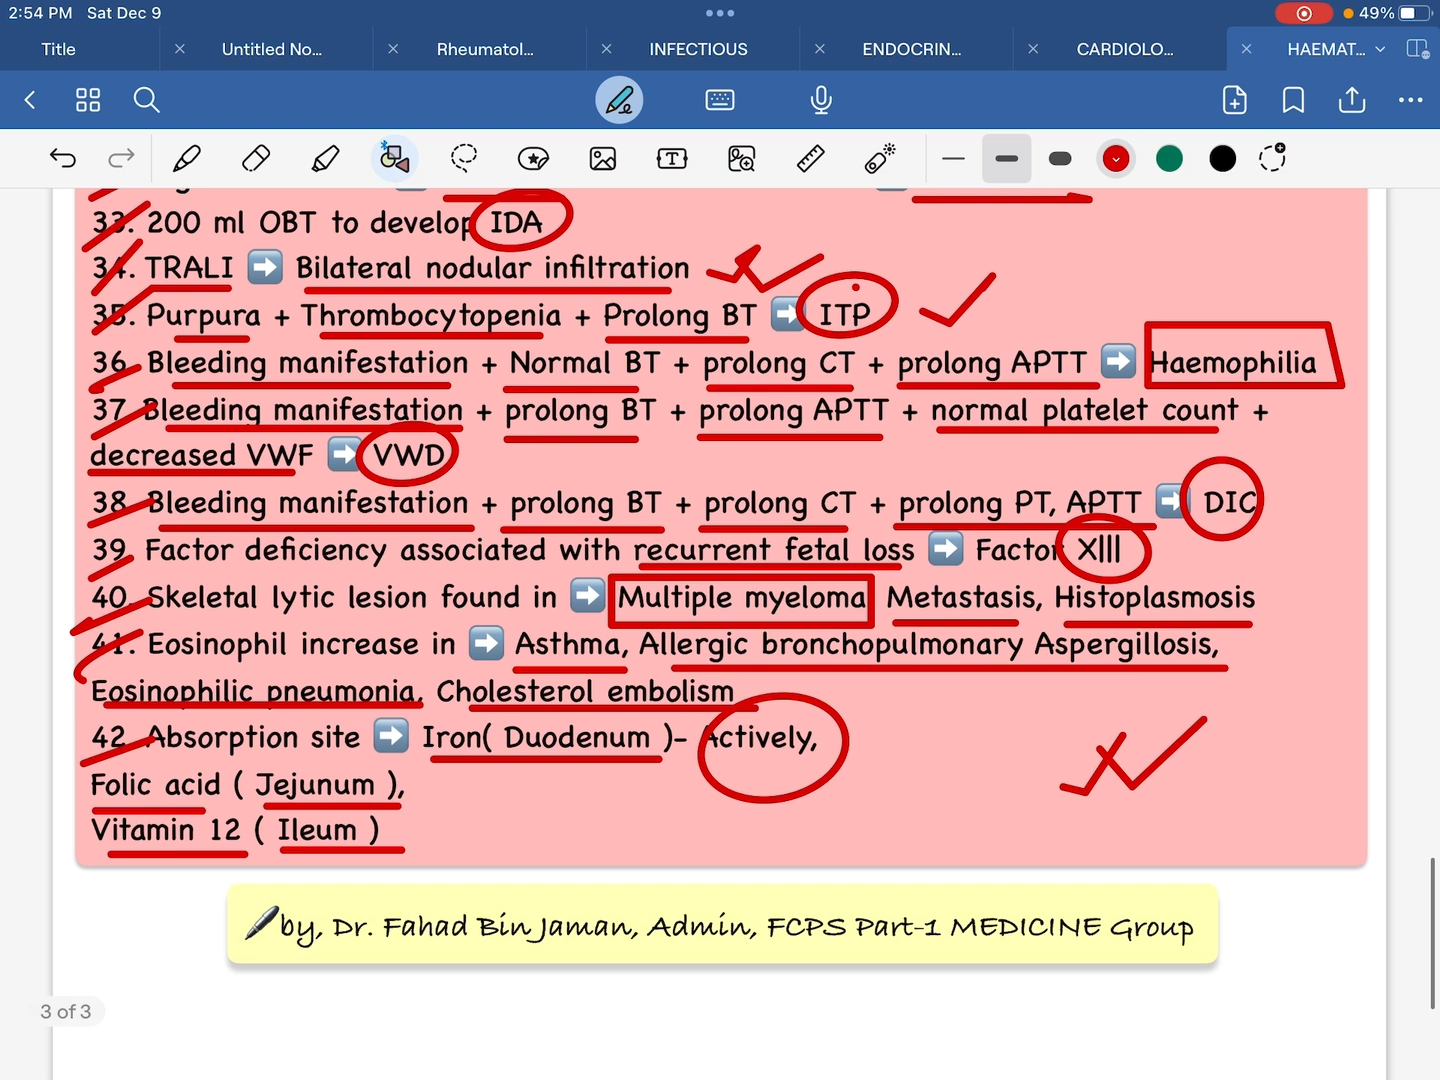 2:54 PM Sat Dec 9
49%
Title
Untitled No...
Rheumatol...
INFECTIOUS
ENDOCRIN...
CARDIOLO...
HAEMAT...
33. 200 ml OBT to develop IDA
34. TRALI ➡ Bilateral nodular infiltration
35. Purpura + Thrombocytopenia + Prolong BT ➡ ITP
36. Bleeding manifestation + Normal BT + prolong CT + prolong APTT ➡ Haemophilia
37. Bleeding manifestation + prolong BT + prolong APTT + normal platelet count +
decreased VWF ➡ VWD
38. Bleeding manifestation + prolong BT + prolong CT + prolong PT, APTT ➡ DIC
39. Factor deficiency associated with recurrent fetal loss ➡ Factor Xlll
40. Skeletal lytic lesion found in ➡ Multiple myeloma, Metastasis, Histoplasmosis
41. Eosinophil increase in ➡ Asthma, Allergic bronchopulmonary Aspergillosis,
Eosinophilic pneumonia, Cholesterol embolism
42. Absorption site ➡ Iron( Duodenum )- Actively,
Folic acid ( Jejunum ),
Vitamin 12 ( Ileum )
by, Dr. Fahad Bin Jaman, Admin, FCPS Part-1 MEDICINE Group
3 of 3